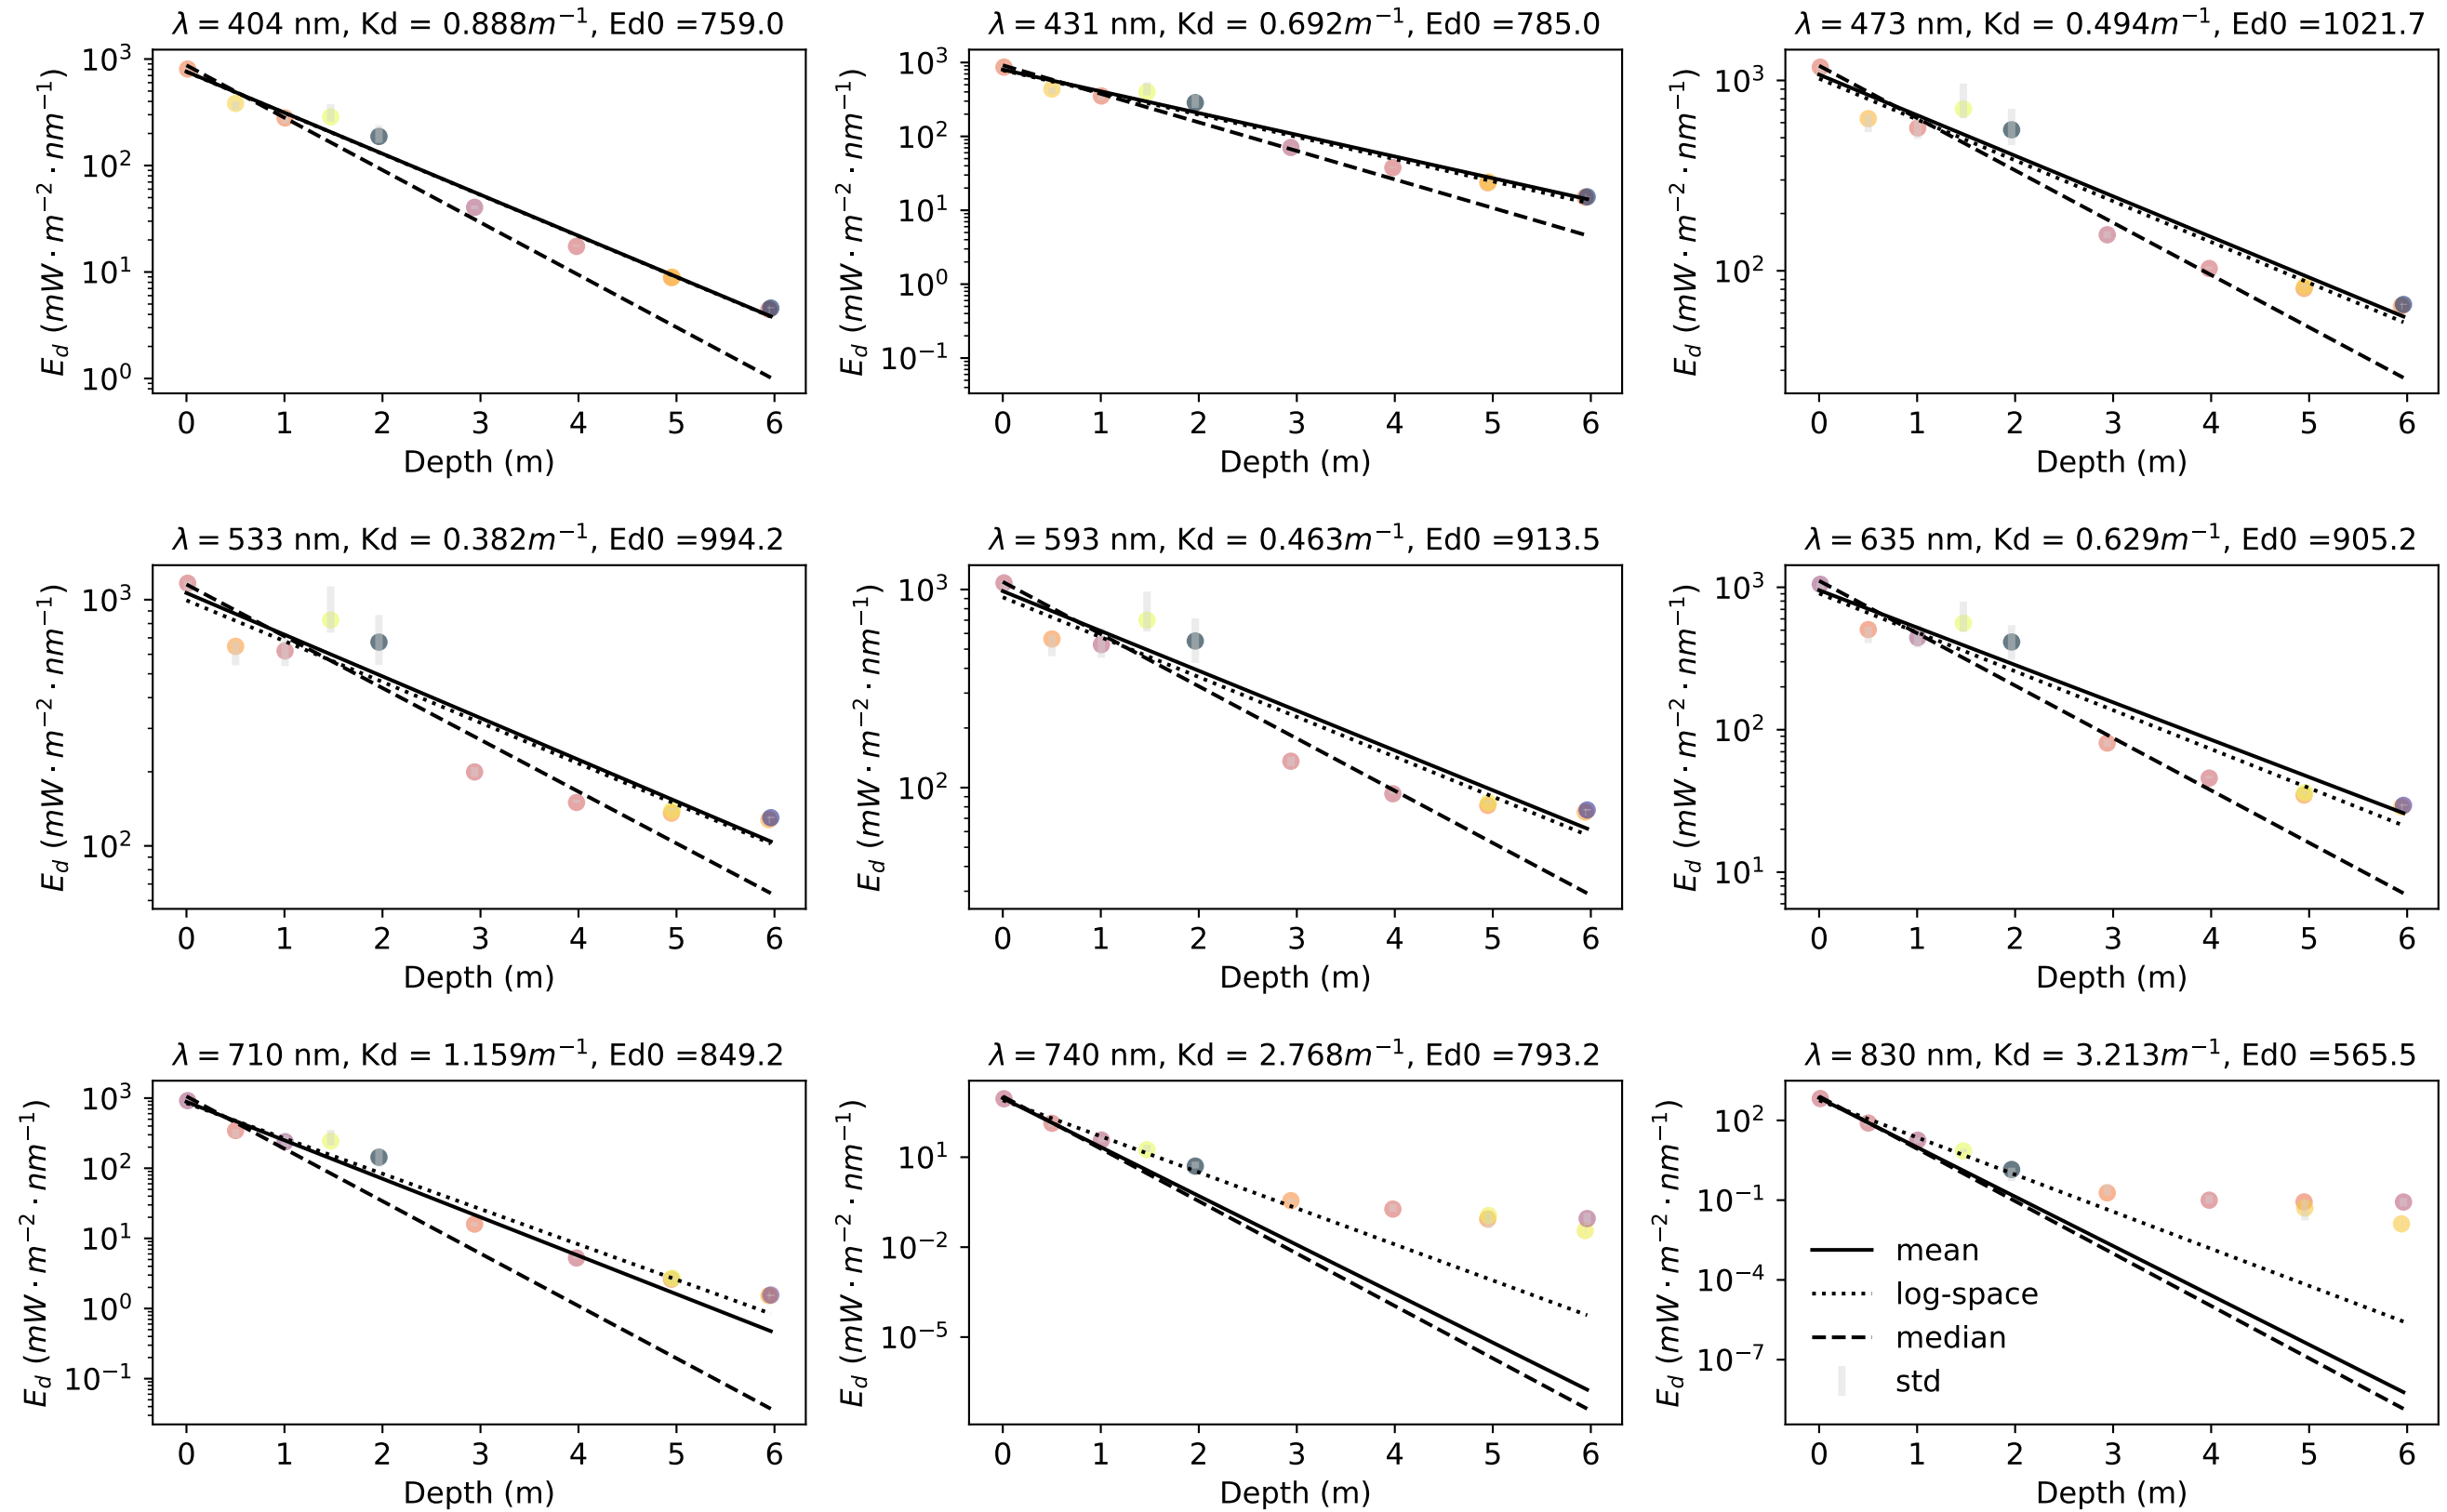 λ = 404 nm, Kd = 0.888m⁻¹, Ed0 =759.0
E_d (mW · m⁻² · nm⁻¹)
10³
10²
10¹
10⁰
0 1 2 3 4 5 6
Depth (m)
λ = 431 nm, Kd = 0.692m⁻¹, Ed0 =785.0
E_d (mW · m⁻² · nm⁻¹)
10³
10²
10¹
10⁰
10⁻¹
0 1 2 3 4 5 6
Depth (m)
λ = 473 nm, Kd = 0.494m⁻¹, Ed0 =1021.7
E_d (mW · m⁻² · nm⁻¹)
10³
10²
0 1 2 3 4 5 6
Depth (m)
λ = 533 nm, Kd = 0.382m⁻¹, Ed0 =994.2
E_d (mW · m⁻² · nm⁻¹)
10³
10²
0 1 2 3 4 5 6
Depth (m)
λ = 593 nm, Kd = 0.463m⁻¹, Ed0 =913.5
E_d (mW · m⁻² · nm⁻¹)
10³
10²
0 1 2 3 4 5 6
Depth (m)
λ = 635 nm, Kd = 0.629m⁻¹, Ed0 =905.2
E_d (mW · m⁻² · nm⁻¹)
10³
10²
10¹
0 1 2 3 4 5 6
Depth (m)
λ = 710 nm, Kd = 1.159m⁻¹, Ed0 =849.2
E_d (mW · m⁻² · nm⁻¹)
10³
10²
10¹
10⁰
10⁻¹
0 1 2 3 4 5 6
Depth (m)
λ = 740 nm, Kd = 2.768m⁻¹, Ed0 =793.2
E_d (mW · m⁻² · nm⁻¹)
10¹
10⁻²
10⁻⁵
0 1 2 3 4 5 6
Depth (m)
λ = 830 nm, Kd = 3.213m⁻¹, Ed0 =565.5
E_d (mW · m⁻² · nm⁻¹)
10²
10⁻¹
10⁻⁴
10⁻⁷
mean
log-space
median
std
0 1 2 3 4 5 6
Depth (m)